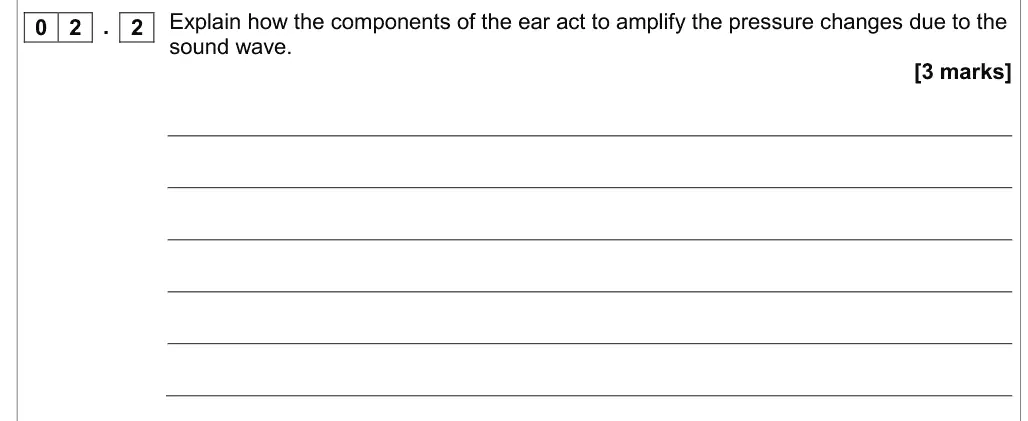 0 2 . 2 Explain how the components of the ear act to amplify the pressure changes due to the
sound wave.
[3 marks]